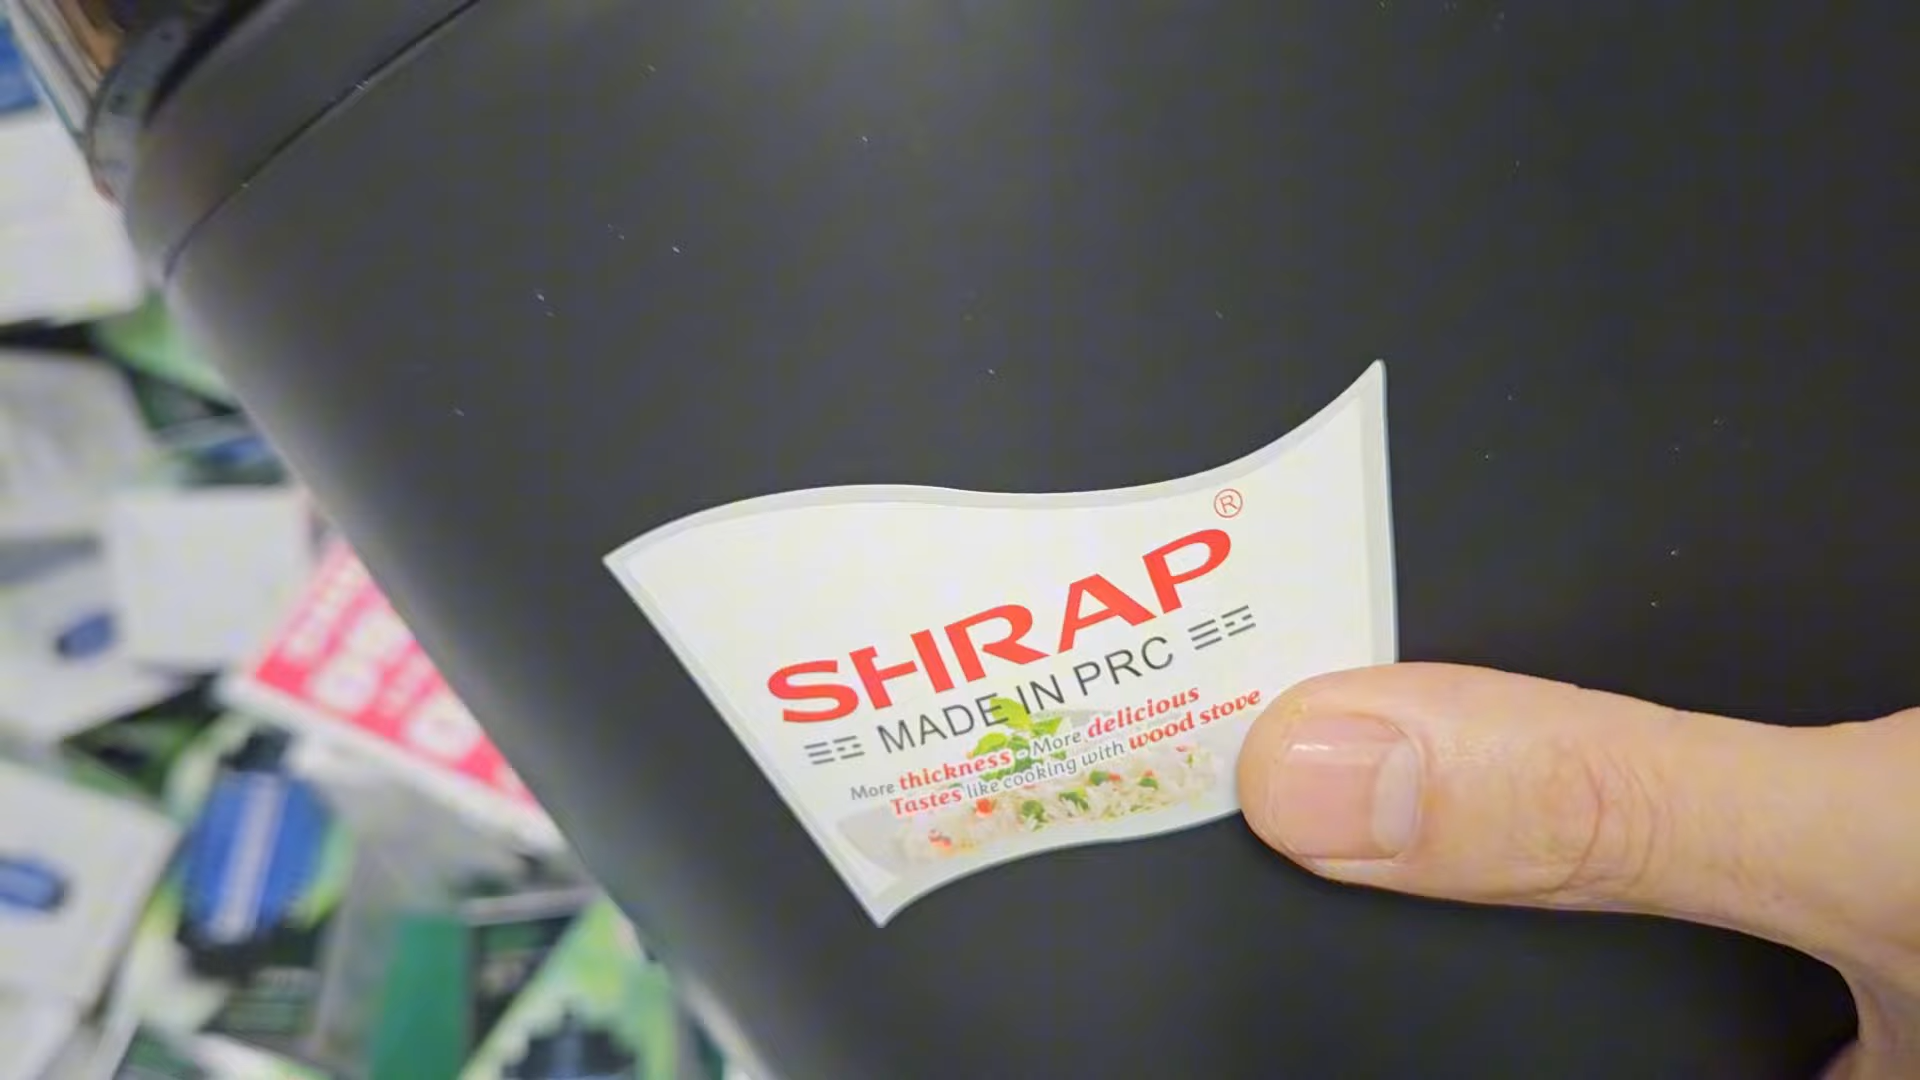 SHRAP®
MADE IN PRC
More thickness - More delicious
Tastes like cooking with wood stove